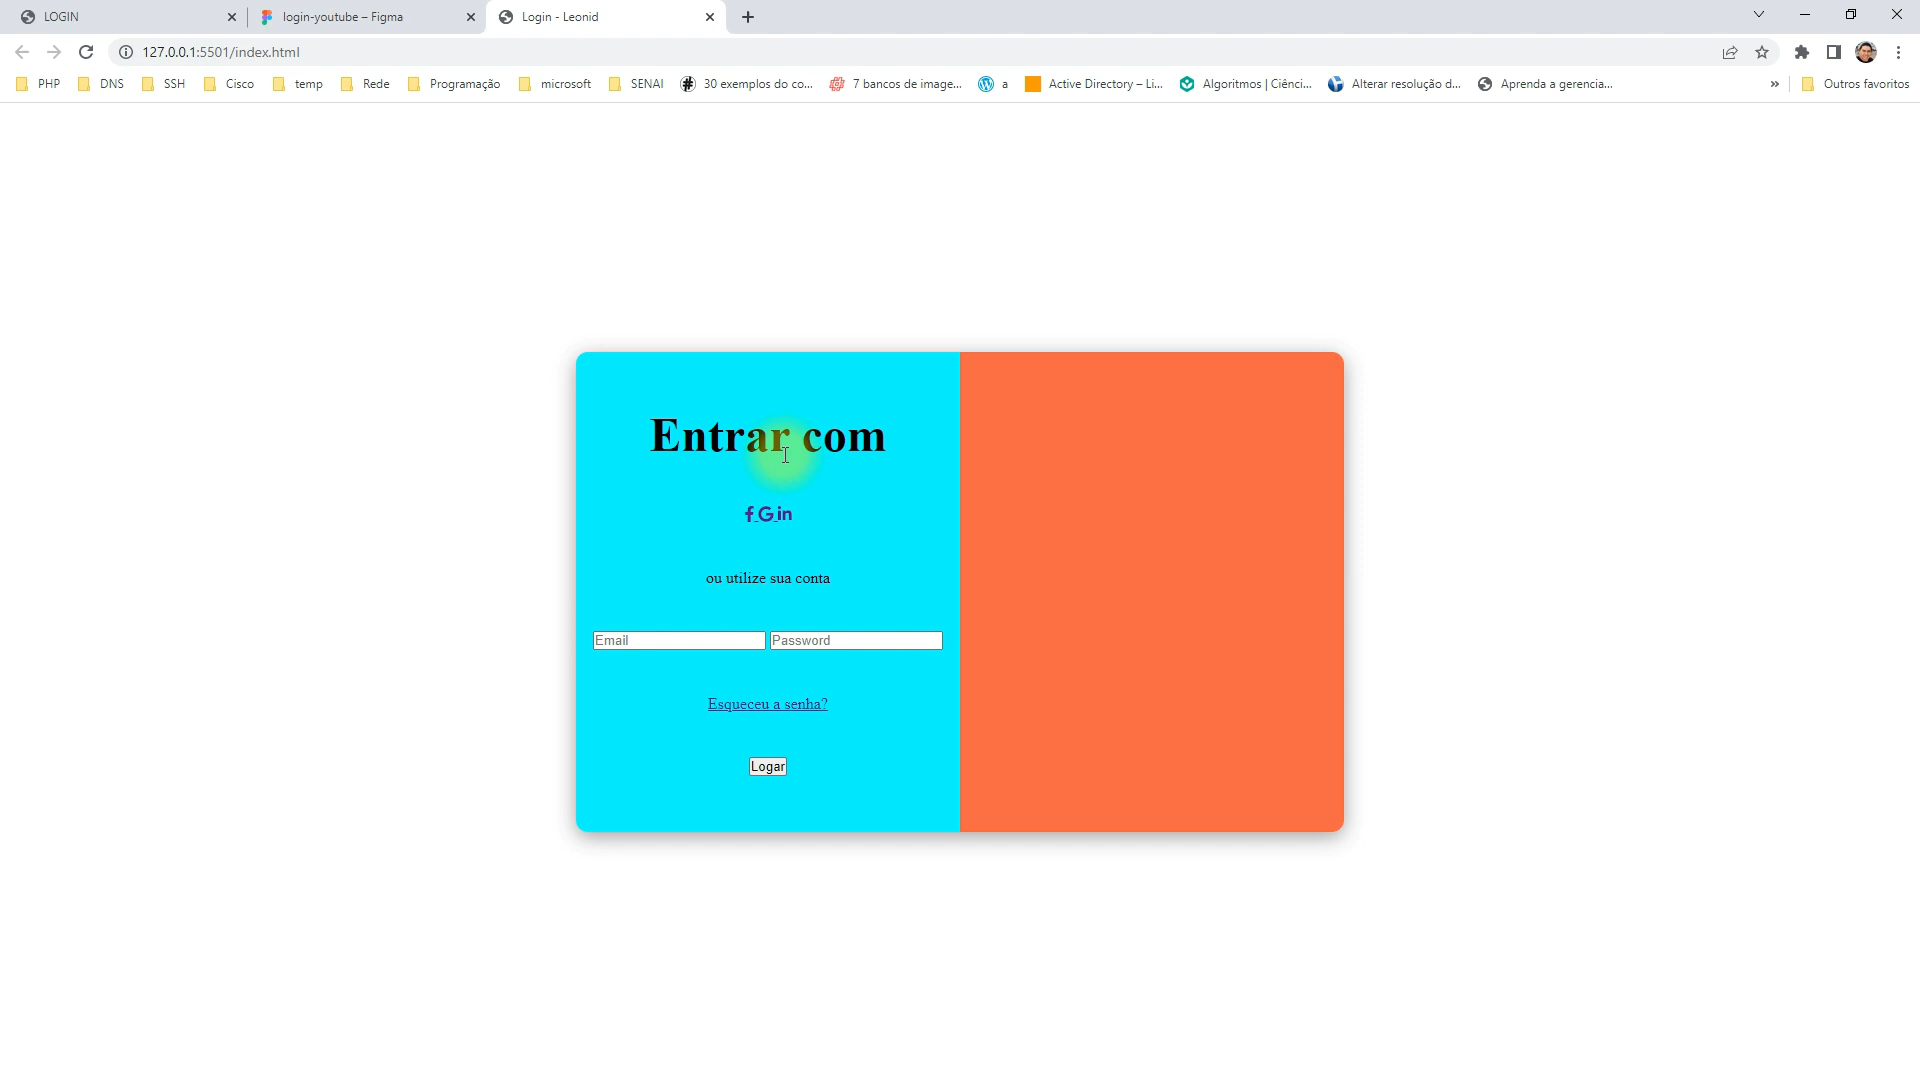 LOGIN
login-youtube – Figma
Login - Leonid
127.0.0.1:5501/index.html
PHP DNS SSH Cisco temp Rede Programação microsoft SENAI 30 exemplos do co... 7 bancos de image... a Active Directory – Li... Algoritmos | Ciênci... Alterar resolução d... Aprenda a gerencia... » Outros favoritos
Entrar com
f G in
ou utilize sua conta
Email Password
Esqueceu a senha?
Logar